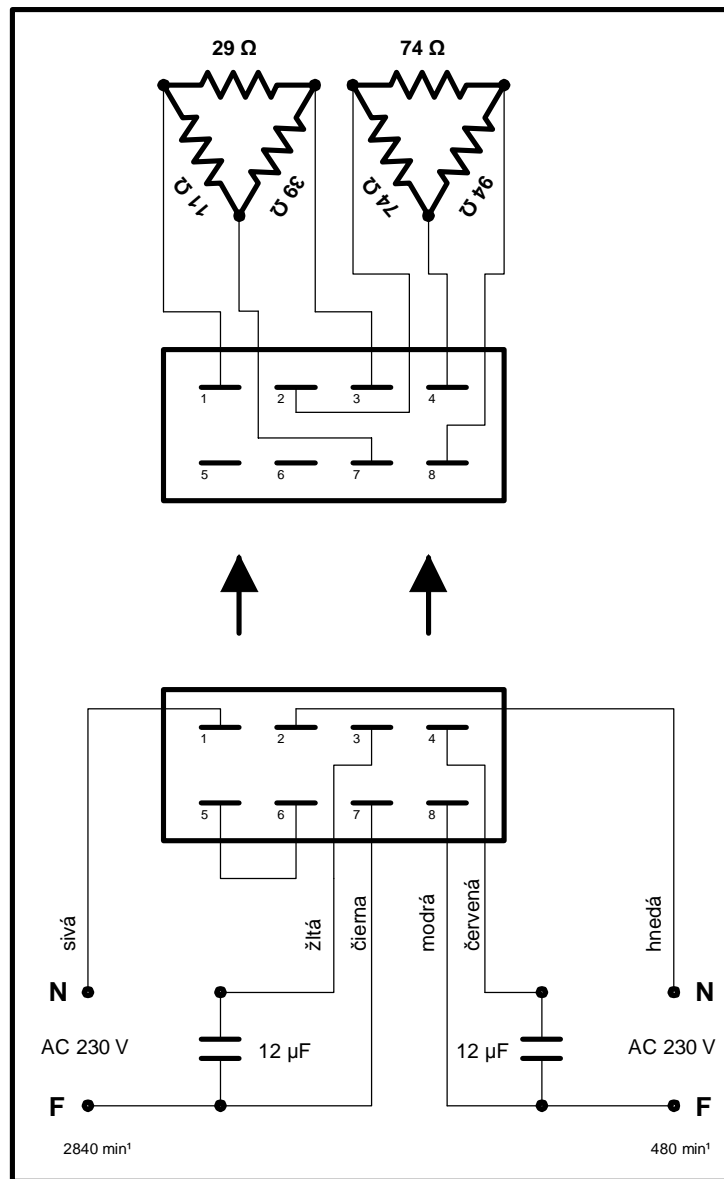 29 Ω 74 Ω
11 Ω 39 Ω 74 Ω 94 Ω
1 2 3 4
5 6 7 8
1 2 3 4
5 6 7 8
sivá žltá čierna modrá červená hnedá
N N
AC 230 V 12 µF 12 µF AC 230 V
F F
2840 min¹ 480 min¹